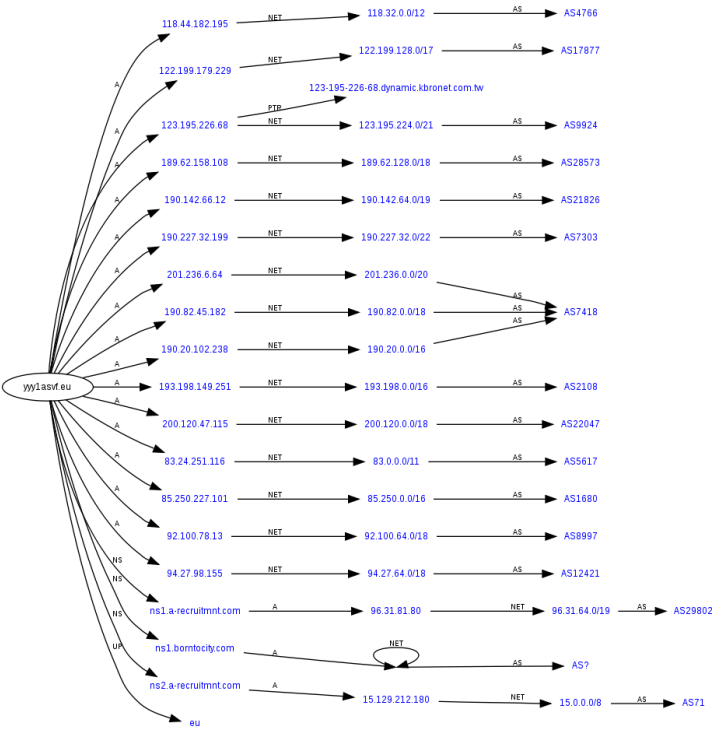 118.44.182.195 NET 118.32.0.0/12 AS AS4766
A
122.199.179.229 NET 122.199.128.0/17 AS AS17877
A
123-195-226-68.dynamic.kbronet.com.tw
PTR
123.195.226.68 NET 123.195.224.0/21 AS AS9924
A
189.62.158.108 NET 189.62.128.0/18 AS AS28573
A
190.142.66.12 NET 190.142.64.0/19 AS AS21826
A
190.227.32.199 NET 190.227.32.0/22 AS AS7303
A
201.236.6.64 NET 201.236.0.0/20 AS
A
190.82.45.182 NET 190.82.0.0/18 AS AS7418
A
190.20.102.238 NET 190.20.0.0/16 AS
A
yyy1asvf.eu A 193.198.149.251 NET 193.198.0.0/16 AS AS2108
A
200.120.47.115 NET 200.120.0.0/18 AS AS22047
A
83.24.251.116 NET 83.0.0.0/11 AS AS5617
A
85.250.227.101 NET 85.250.0.0/16 AS AS1680
A
92.100.78.13 NET 92.100.64.0/18 AS AS8997
A
94.27.98.155 NET 94.27.64.0/18 AS AS12421
NS
ns1.a-recruitmnt.com A 96.31.81.80 NET 96.31.64.0/19 AS AS29802
NS
ns1.borntocity.com A NET AS AS?
NS
ns2.a-recruitmnt.com A 15.129.212.180 NET 15.0.0.0/8 AS AS71
UP
eu